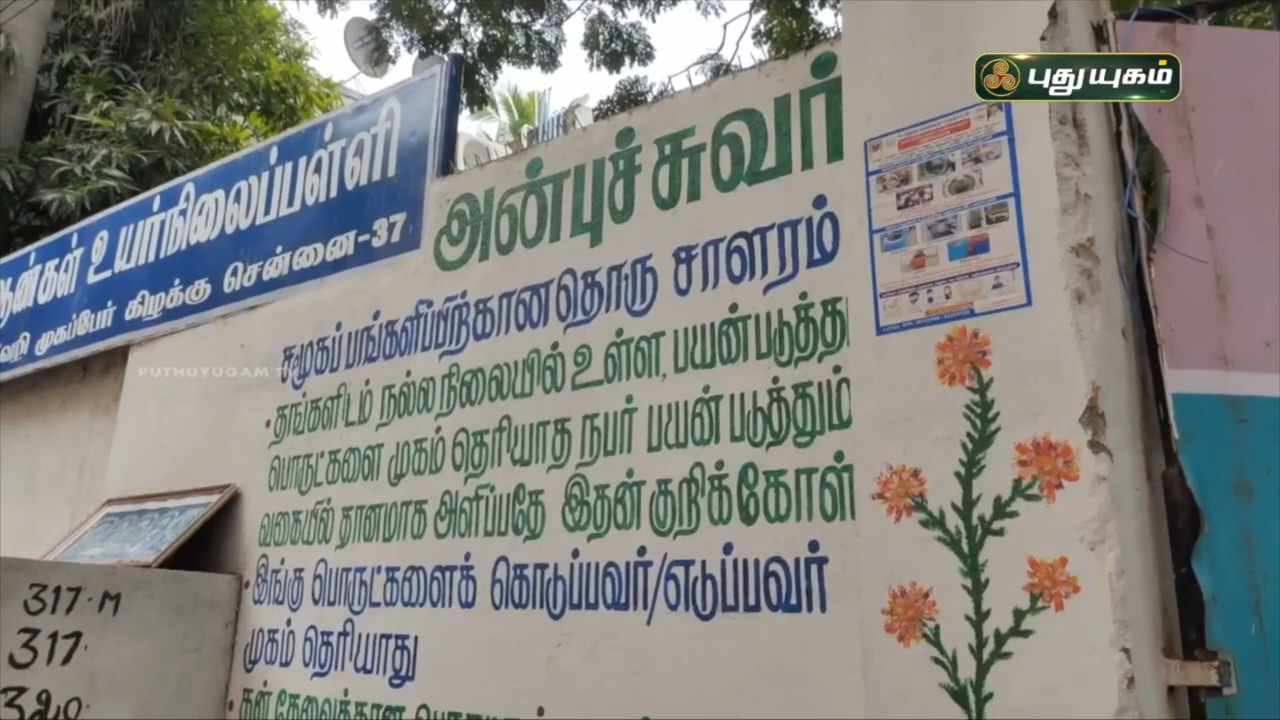 புதுயுகம்
ஆண்கள் உயர்நிலைப்பள்ளி
முகப்பேர் கிழக்கு சென்னை-37
அன்புச்சுவர்
சமூகப் பங்களிப்பிற்கானதொரு சாளரம்
PUTHUYUGAM T
• தங்களிடம் நல்ல நிலையில் உள்ள, பயன் படுத்த
பொருட்களை முகம் தெரியாத நபர் பயன் படுத்தும்
வகையில் தானமாக அளிப்பதே இதன் குறிக்கோள்
• இங்கு பொருட்களைக் கொடுப்பவர்/எடுப்பவர்
முகம் தெரியாது
317.M
317.
320.